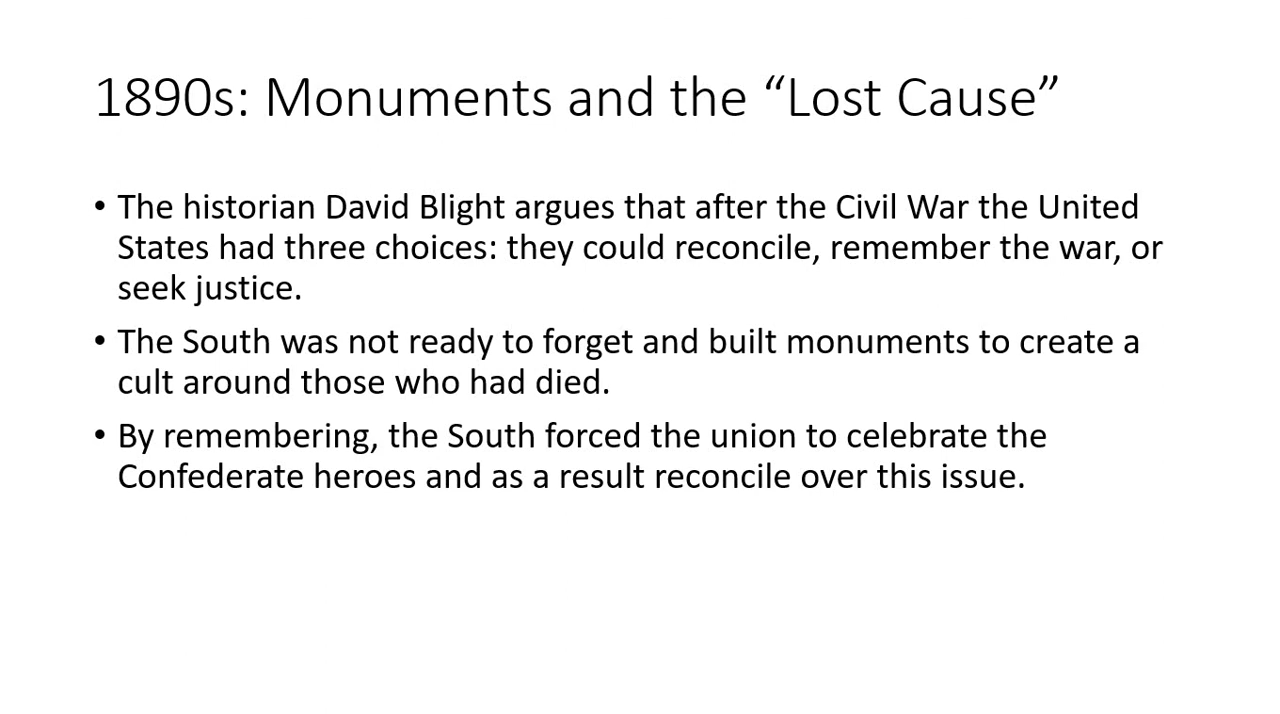 1890s: Monuments and the “Lost Cause”
• The historian David Blight argues that after the Civil War the United
States had three choices: they could reconcile, remember the war, or
seek justice.
• The South was not ready to forget and built monuments to create a
cult around those who had died.
• By remembering, the South forced the union to celebrate the
Confederate heroes and as a result reconcile over this issue.